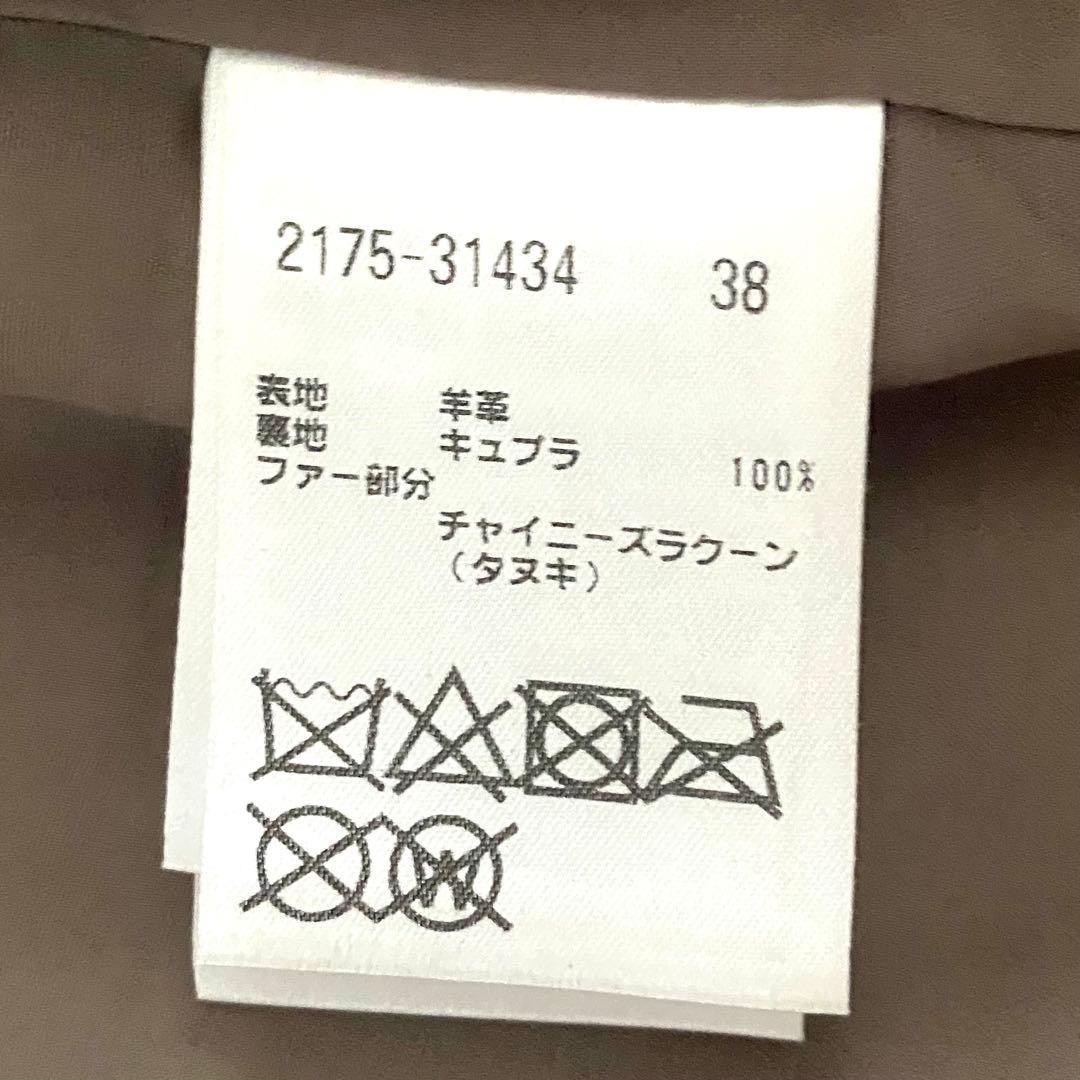 2175-31434 38
表地 羊革
裏地 キュプラ 100%
ファー部分
チャイニーズラクーン
(タヌキ)
W